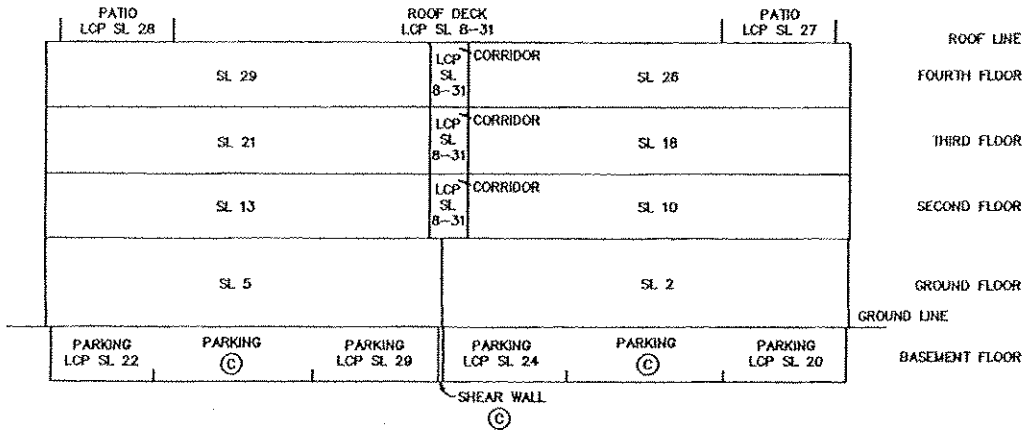 PATIO
LCP SL 28
ROOF DECK
LCP SL 8-31
PATIO
LCP SL 27
ROOF LINE
SL 29
LCP
SL
8-31
CORRIDOR
SL 26
FOURTH FLOOR
SL 21
LCP
SL
8-31
CORRIDOR
SL 18
THIRD FLOOR
SL 13
LCP
SL
8-31
CORRIDOR
SL 10
SECOND FLOOR
SL 5
SL 2
GROUND FLOOR
GROUND LINE
PARKING
LCP SL 22
PARKING
C
PARKING
LCP SL 29
PARKING
LCP SL 24
PARKING
C
PARKING
LCP SL 20
BASEMENT FLOOR
SHEAR WALL
C